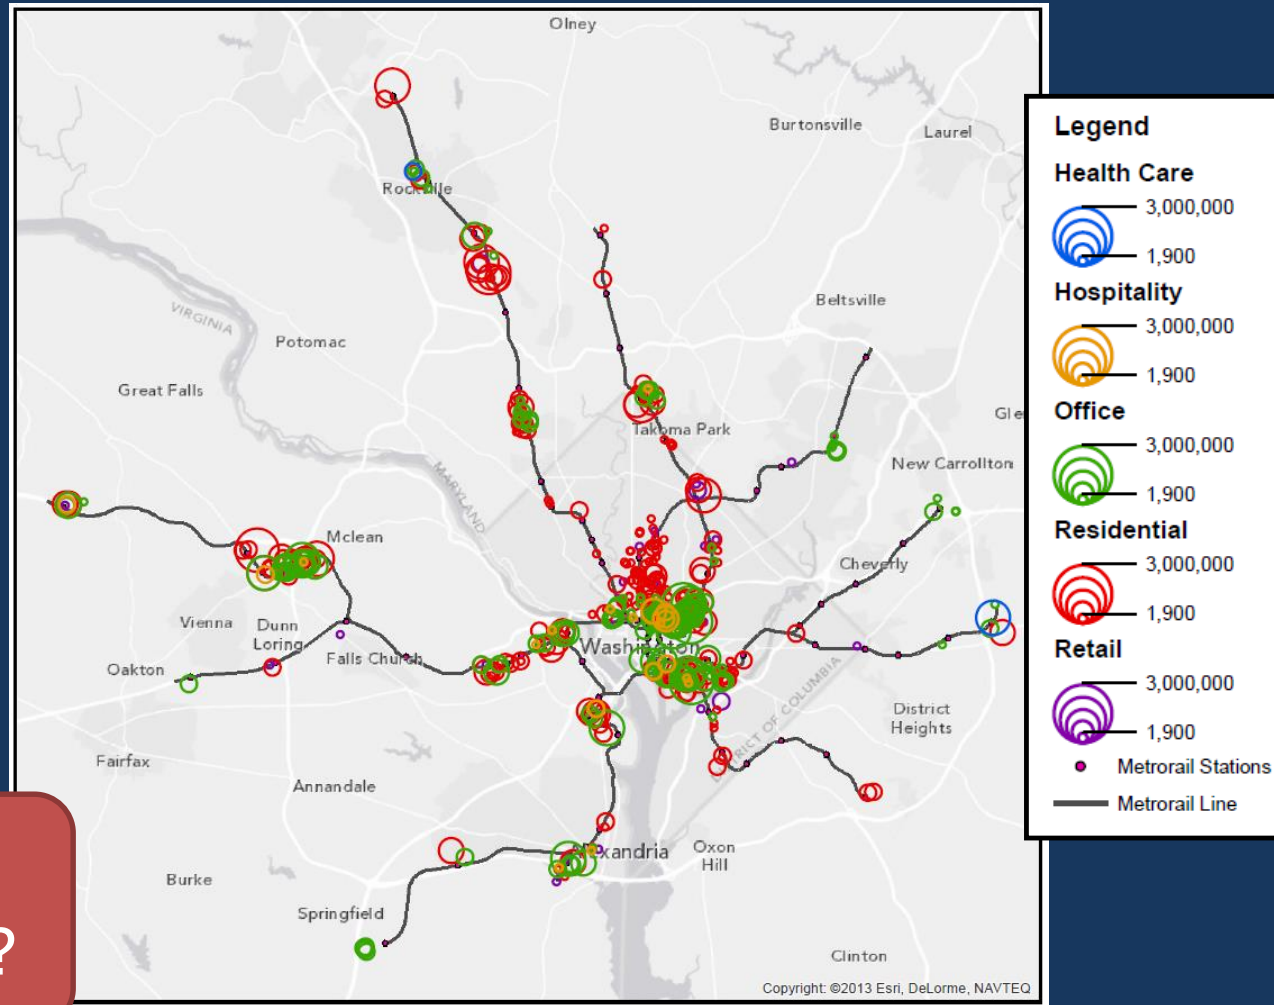 Olney
Burtonsville
Laurel
Rockville
VIRGINIA
Beltsville
Potomac
Great Falls
Gle
Takoma Park
New Carrollton
MARYLAND
Mclean
Cheverly
Vienna
Dunn
Loring
Falls Church
Washington
Oakton
DISTRICT OF COLUMBIA
District
Heights
Fairfax
Annandale
Alexandria
Oxon
Hill
Burke
Springfield
Clinton
Copyright: ©2013 Esri, DeLorme, NAVTEQ
?
Legend
Health Care
3,000,000
1,900
Hospitality
3,000,000
1,900
Office
3,000,000
1,900
Residential
3,000,000
1,900
Retail
3,000,000
1,900
Metrorail Stations
Metrorail Line